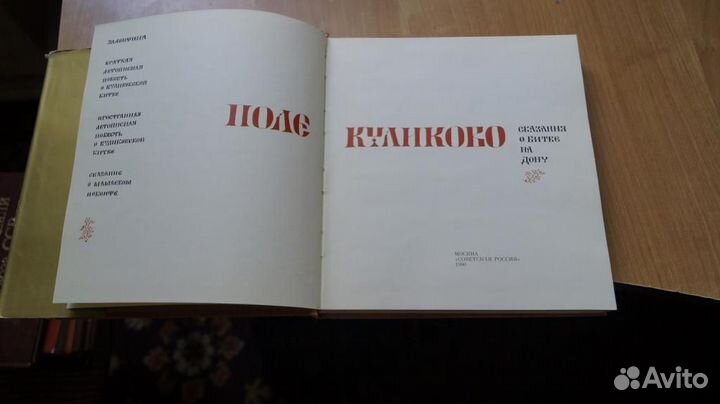 ЗАДОНЩИНА
КРАТКАЯ
ЛЕТОПИСНАЯ
ПОВЕСТЬ
О КУЛИКОВСКОЙ
БИТВЕ
ПРОСТРАННАЯ
ЛЕТОПИСНАЯ
ПОВЕСТЬ
О КУЛИКОВСКОЙ
БИТВЕ
СКАЗАНИЕ
О МАМАЕВОМ
ПОБОИЩЕ
ПОЛЕ
КУЛИКОВО
СКАЗАНИЯ
О БИТВЕ
НА
ДОНУ
МОСКВА
«СОВЕТСКАЯ РОССИЯ»
1980
Avito